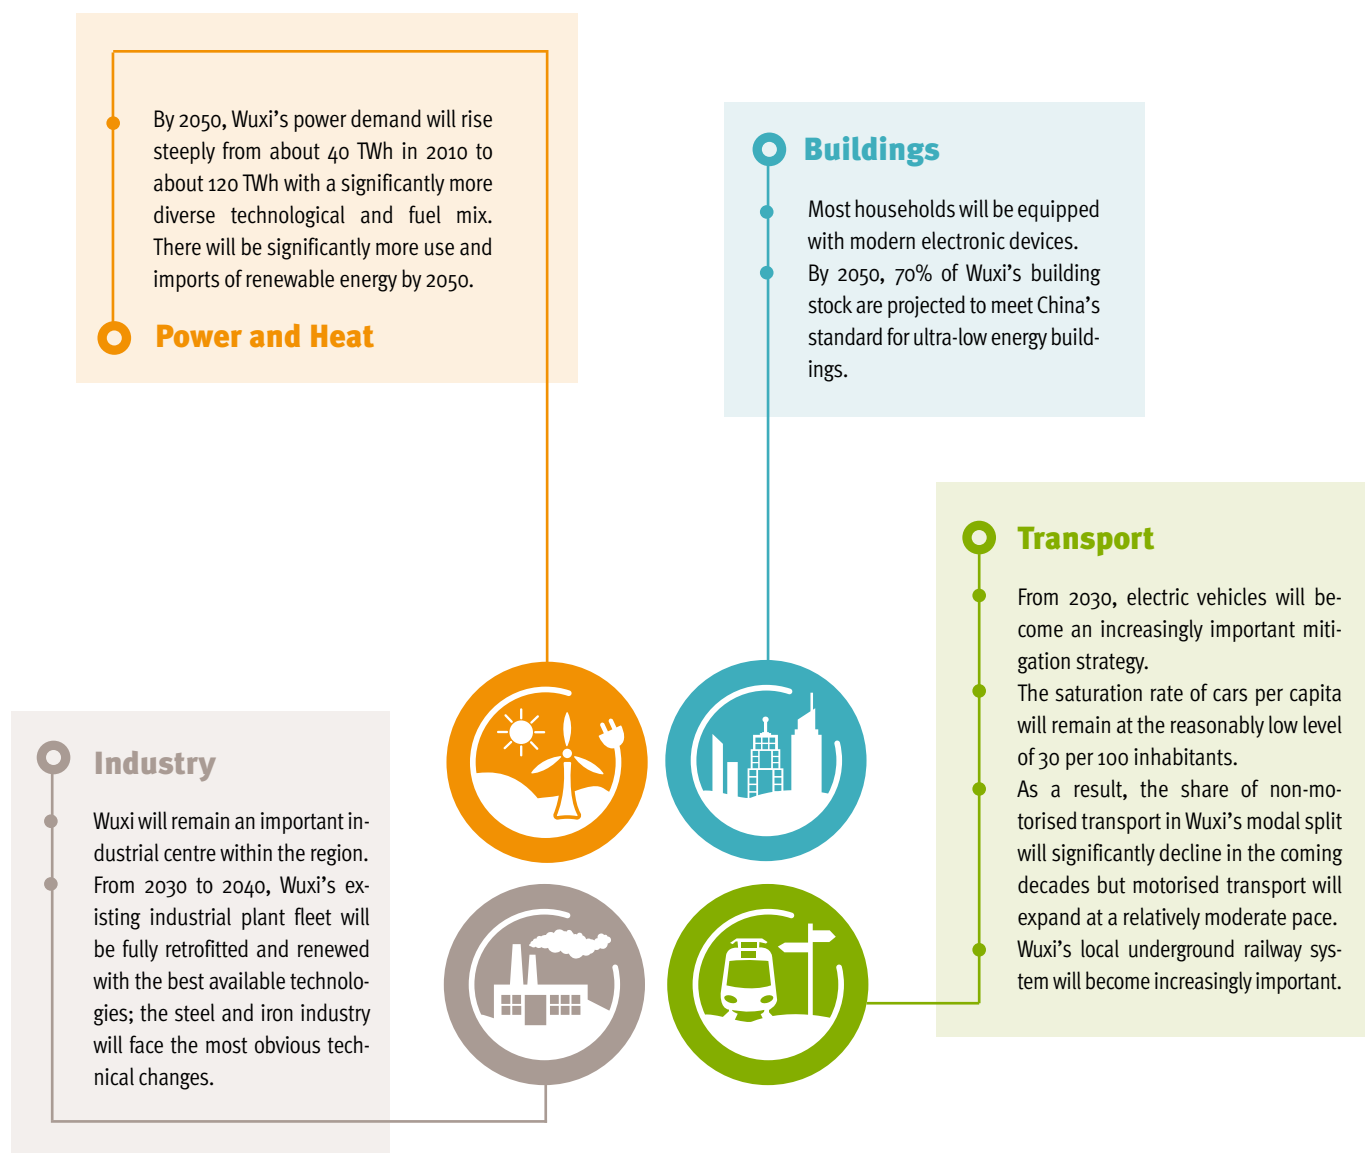 By 2050, Wuxi's power demand will rise
steeply from about 40 TWh in 2010 to
about 120 TWh with a significantly more
diverse technological and fuel mix.
There will be significantly more use and
imports of renewable energy by 2050.
Power and Heat
Buildings
Most households will be equipped
with modern electronic devices.
By 2050, 70% of Wuxi's building
stock are projected to meet China's
standard for ultra-low energy build-
ings.
Transport
From 2030, electric vehicles will be-
come an increasingly important miti-
gation strategy.
The saturation rate of cars per capita
will remain at the reasonably low level
of 30 per 100 inhabitants.
As a result, the share of non-mo-
torised transport in Wuxi's modal split
will significantly decline in the coming
decades but motorised transport will
expand at a relatively moderate pace.
Wuxi's local underground railway sys-
tem will become increasingly important.
Industry
Wuxi will remain an important in-
dustrial centre within the region.
From 2030 to 2040, Wuxi's ex-
isting industrial plant fleet will
be fully retrofitted and renewed
with the best available technolo-
gies; the steel and iron industry
will face the most obvious tech-
nical changes.